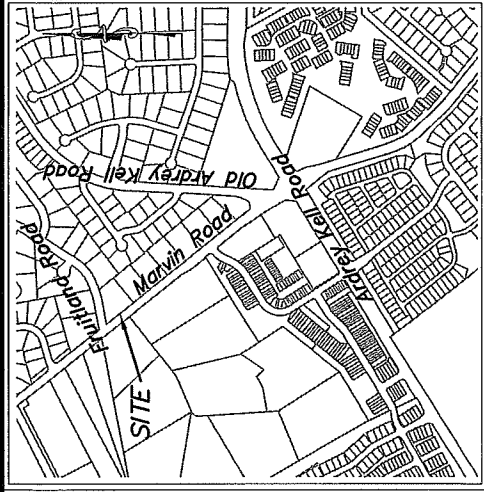 Old Ardrey Kell Road
Fruitland Road
Marvin Road
Ardrey Kell Road
SITE